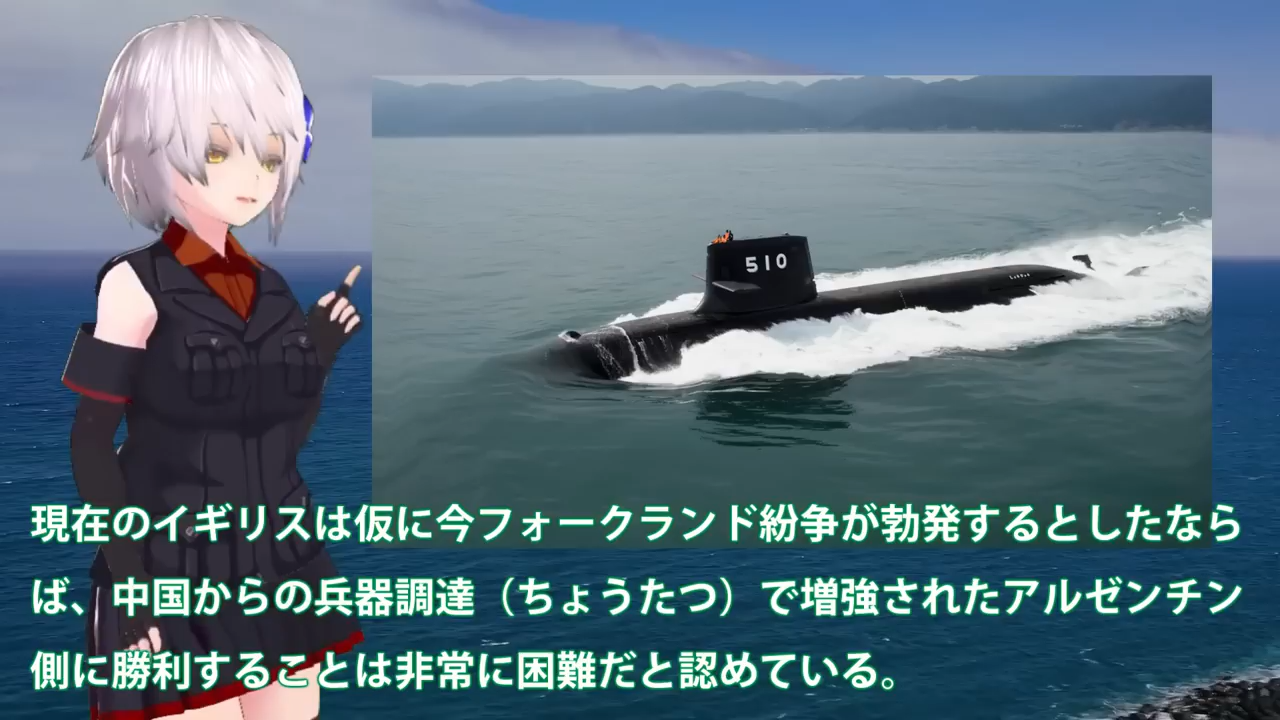 510
現在のイギリスは仮に今フォークランド紛争が勃発するとしたなら
ば、中国からの兵器調達（ちょうたつ）で増強されたアルゼンチン
側に勝利することは非常に困難だと認めている。